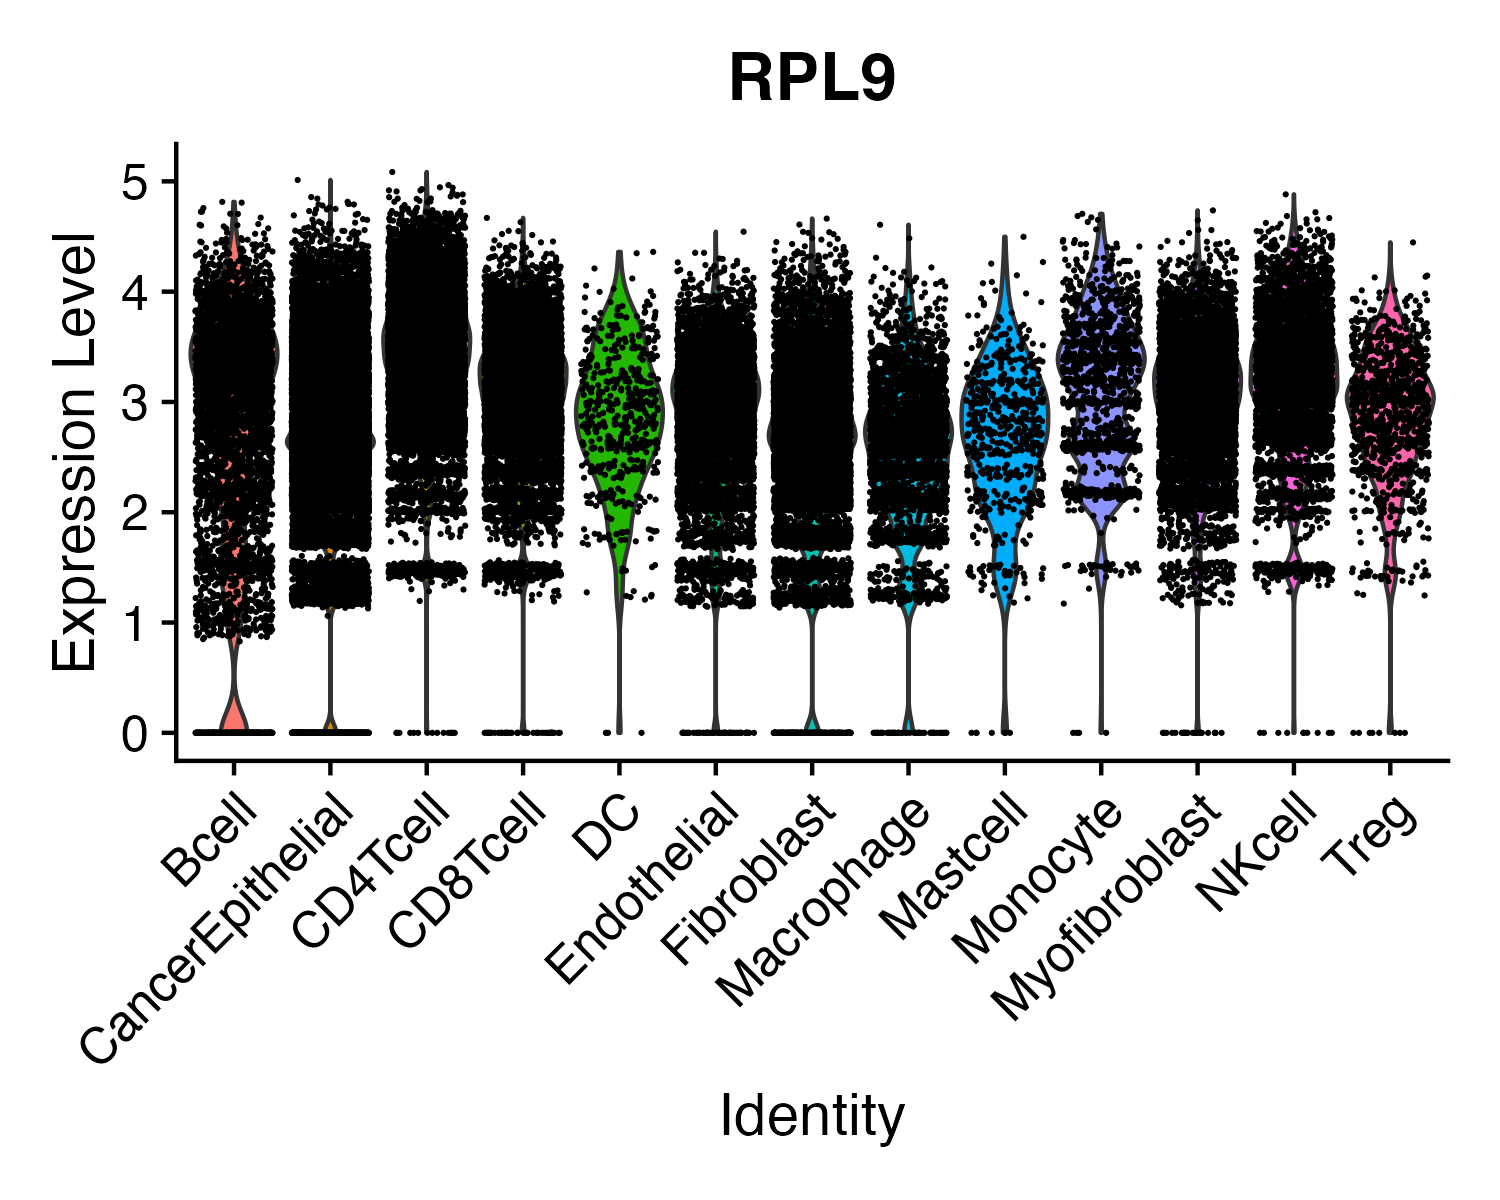 RPL9
Expression Level
5
4
3
2
1
0
Bcell
CancerEpithelial
CD4Tcell
CD8Tcell
DC
Endothelial
Fibroblast
Macrophage
Mastcell
Monocyte
Myofibroblast
NKcell
Treg
Identity